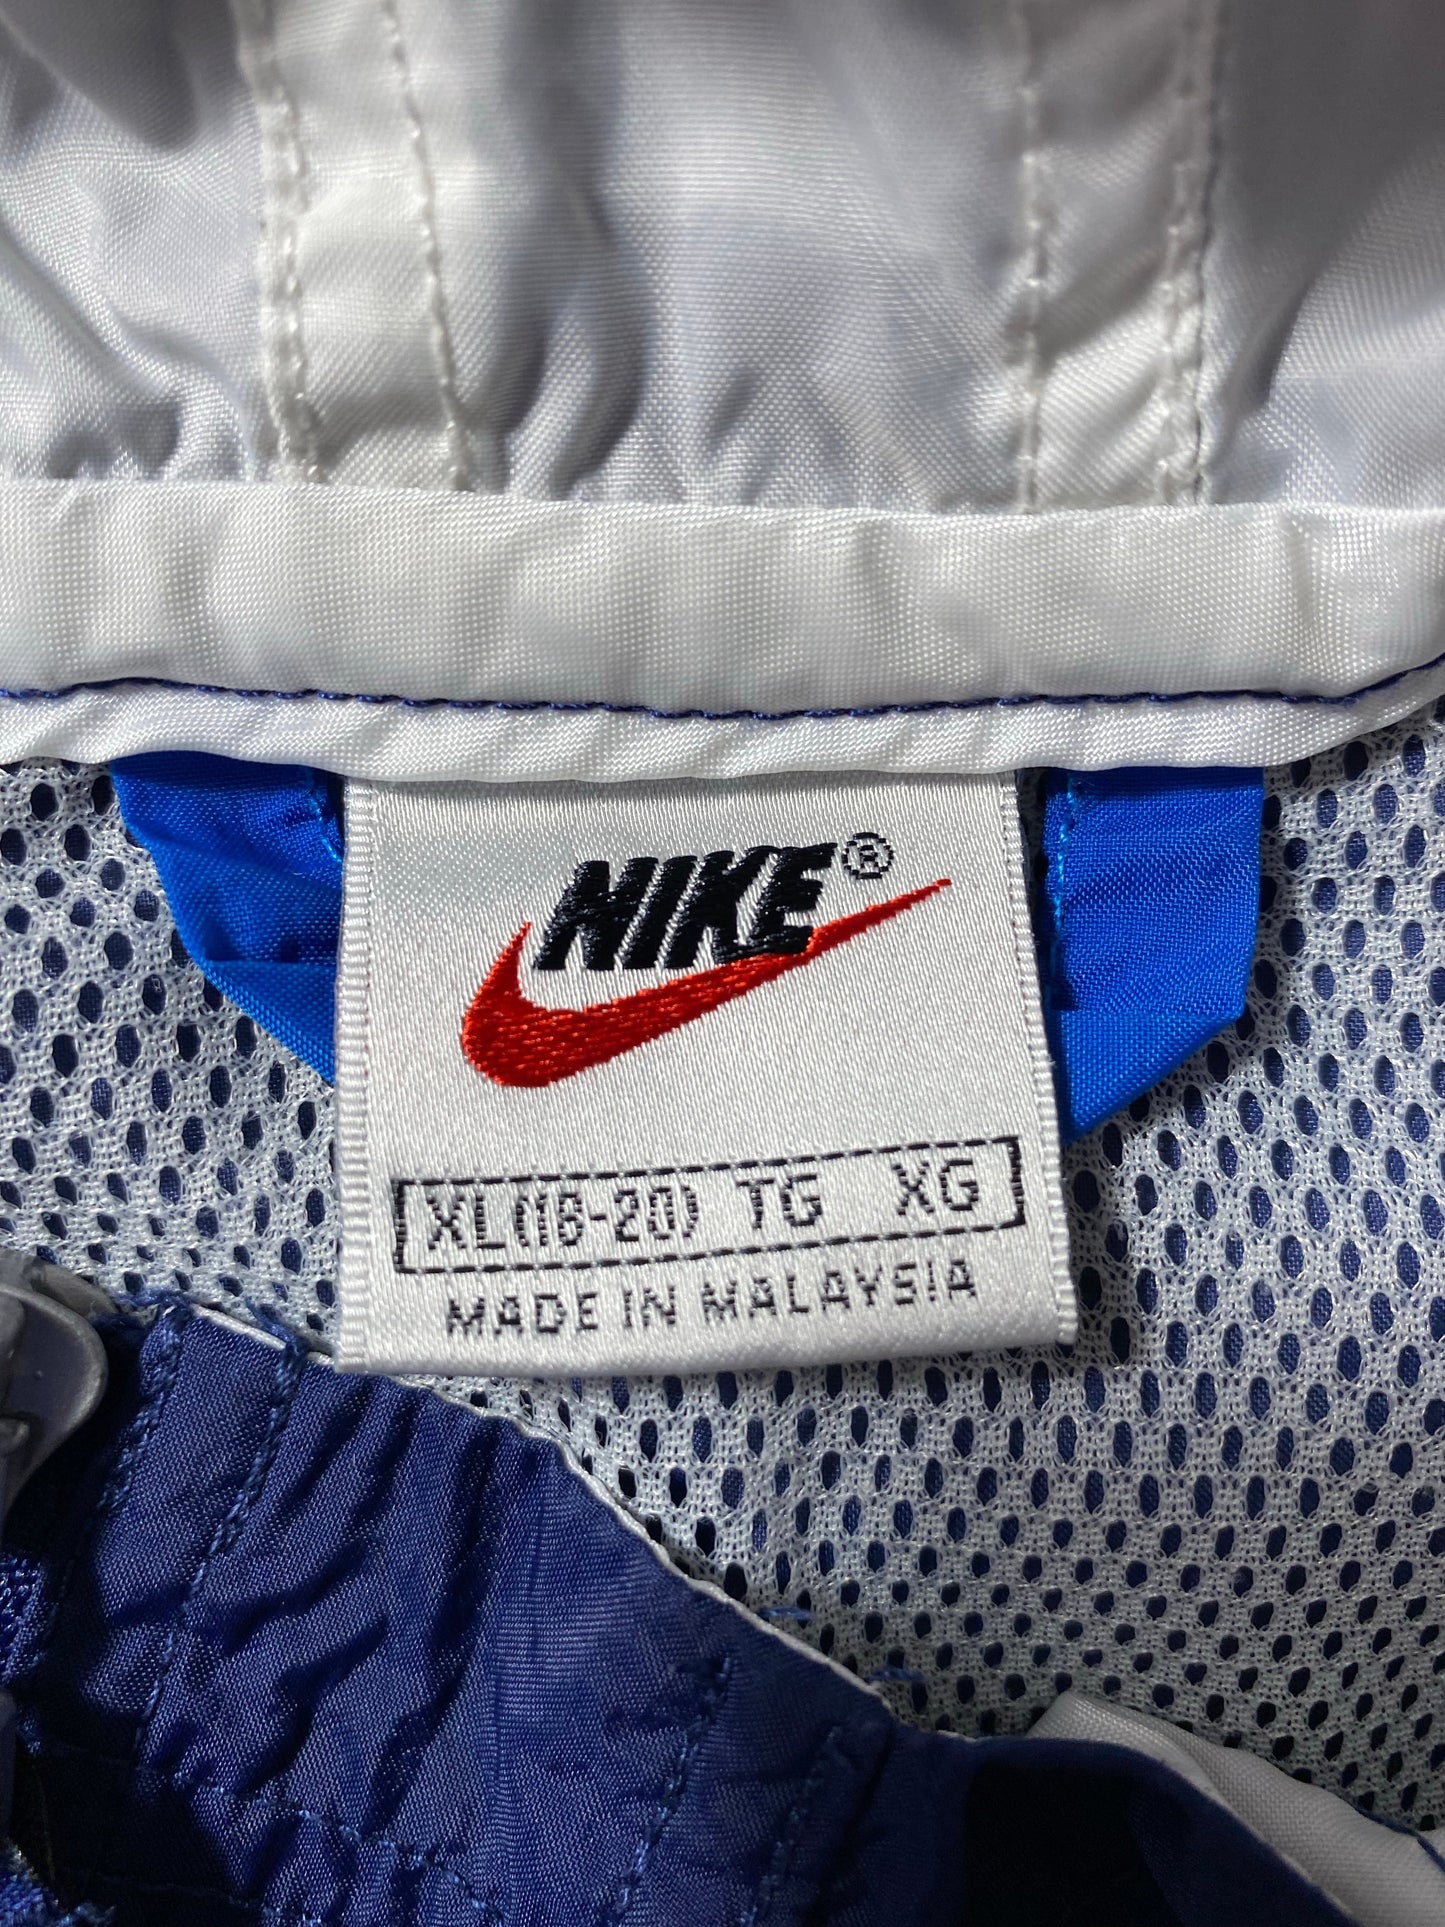 NIKE®
XL(18-20) TG XG
MADE IN MALAYSIA